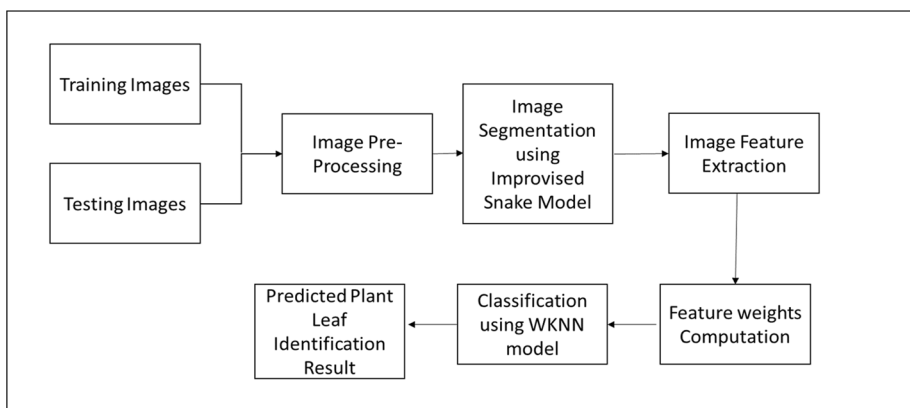 Training Images
Testing Images
Image Pre-
Processing
Image
Segmentation
using
Improvised
Snake Model
Image Feature
Extraction
Feature weights
Computation
Classification
using WKNN
model
Predicted Plant
Leaf
Identification
Result